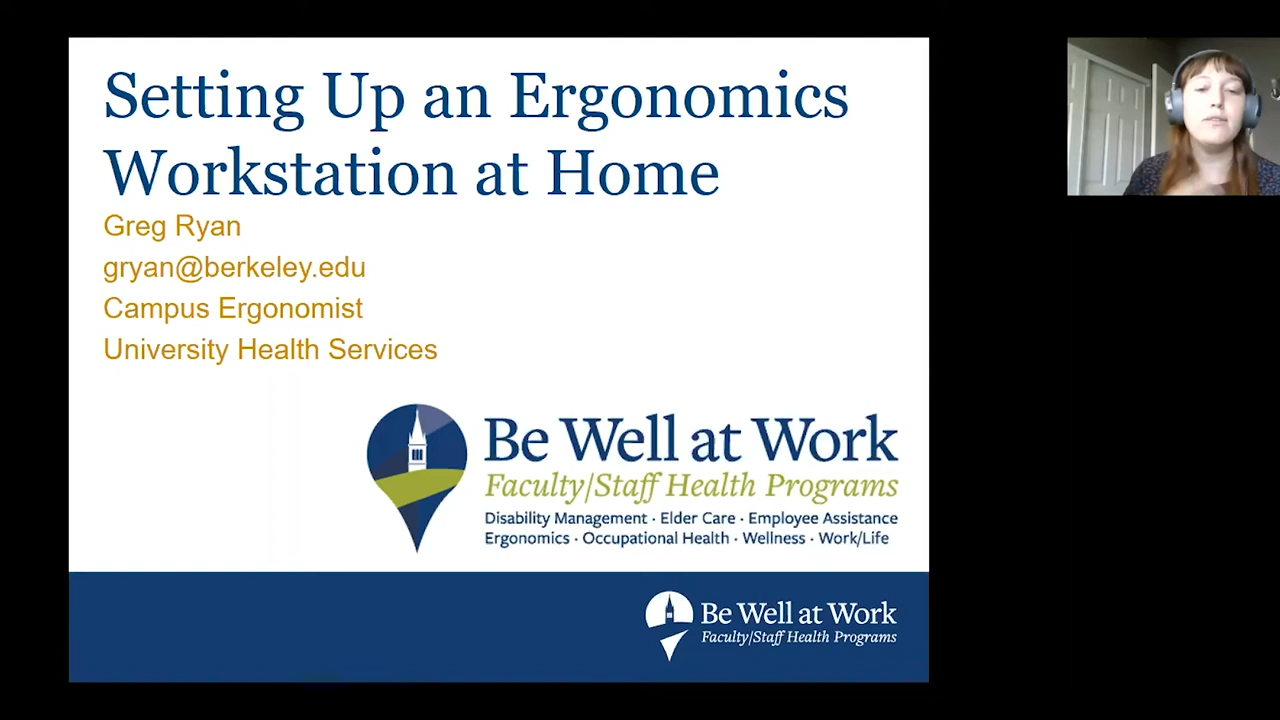 Setting Up an Ergonomics
Workstation at Home
Greg Ryan
gryan@berkeley.edu
Campus Ergonomist
University Health Services
Be Well at Work
Faculty/Staff Health Programs
Disability Management · Elder Care · Employee Assistance
Ergonomics · Occupational Health · Wellness · Work/Life
Be Well at Work
Faculty/Staff Health Programs